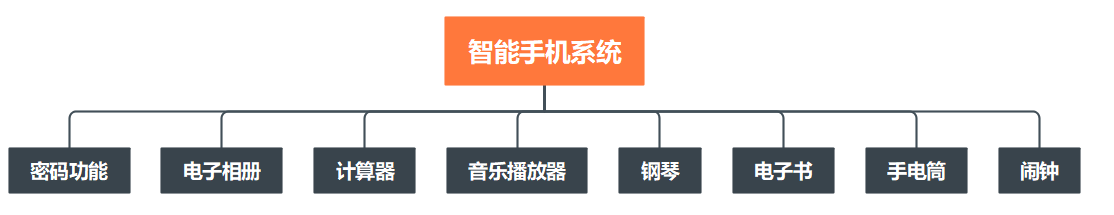 智能手机系统
密码功能
电子相册
计算器
音乐播放器
钢琴
电子书
手电筒
闹钟